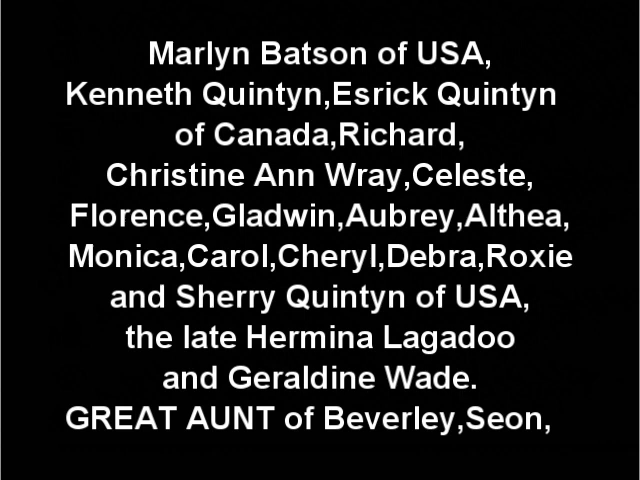 Marlyn Batson of USA,
Kenneth Quintyn,Esrick Quintyn
of Canada,Richard,
Christine Ann Wray,Celeste,
Florence,Gladwin,Aubrey,Althea,
Monica,Carol,Cheryl,Debra,Roxie
and Sherry Quintyn of USA,
the late Hermina Lagadoo
and Geraldine Wade.
GREAT AUNT of Beverley,Seon,